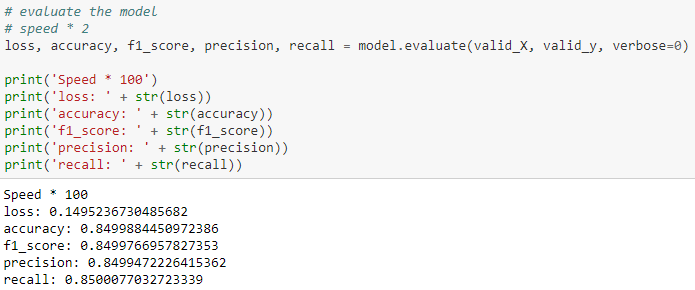 # evaluate the model
# speed * 2
loss, accuracy, f1_score, precision, recall = model.evaluate(valid_X, valid_y, verbose=0)
print('Speed * 100')
print('loss: ' + str(loss))
print('accuracy: ' + str(accuracy))
print('f1_score: ' + str(f1_score))
print('precision: ' + str(precision))
print('recall: ' + str(recall))
Speed * 100
loss: 0.1495236730485682
accuracy: 0.8499884450972386
f1_score: 0.8499766957827353
precision: 0.8499472226415362
recall: 0.8500077032723339